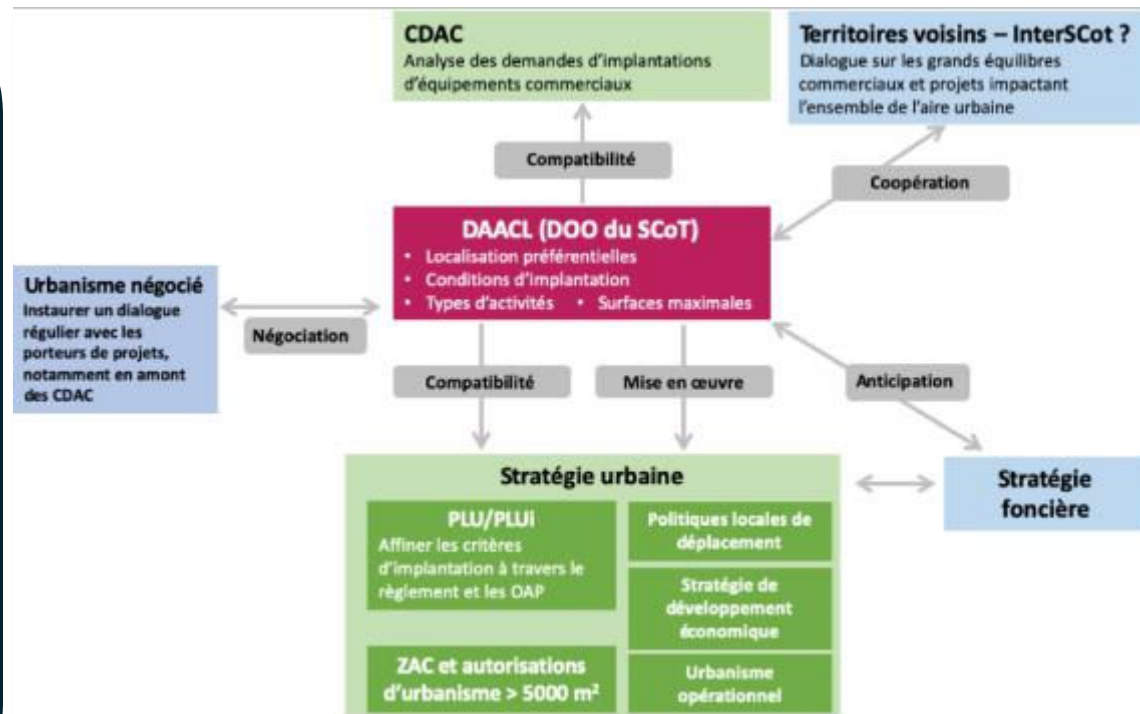 CDAC
Analyse des demandes d'implantations
d'équipements commerciaux
Territoires voisins – InterSCot ?
Dialogue sur les grands équilibres
commerciaux et projets impactant
l'ensemble de l'aire urbaine
Compatibilité
Coopération
DAACL (DOO du SCoT)
• Localisation préférentielles
• Conditions d'implantation
• Types d'activités • Surfaces maximales
Urbanisme négocié
Instaurer un dialogue
régulier avec les
porteurs de projets,
notamment en amont
des CDAC
Négociation
Compatibilité
Mise en œuvre
Anticipation
Stratégie urbaine
PLU/PLUi
Affiner les critères
d'implantation à travers le
règlement et les OAP
ZAC et autorisations
d'urbanisme > 5000 m²
Politiques locales de
déplacement
Stratégie de
développement
économique
Urbanisme
opérationnel
Stratégie
foncière